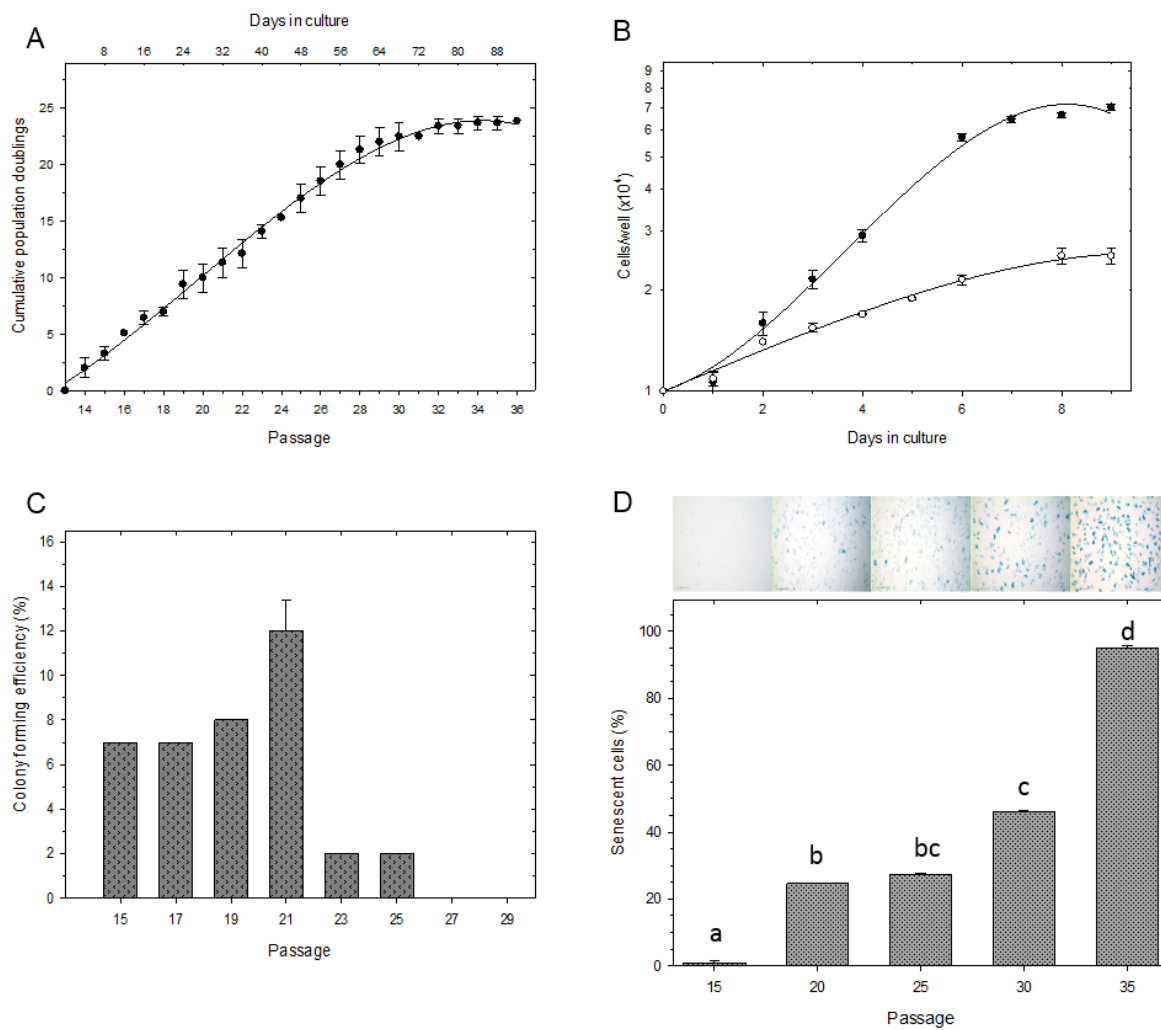 A
Days in culture
8 16 24 32 40 48 56 64 72 80 88
Cumulative population doublings
25
20
15
10
5
0
14 16 18 20 22 24 26 28 30 32 34 36
Passage
B
Cells/well (x10⁴)
9
8
7
6
5
4
3
2
1
0 2 4 6 8
Days in culture
C
Colony forming efficiency (%)
16
14
12
10
8
6
4
2
0
15 17 19 21 23 25 27 29
Passage
D
Senescent cells (%)
100
80
60
40
20
0
a
b
bc
c
d
15 20 25 30 35
Passage